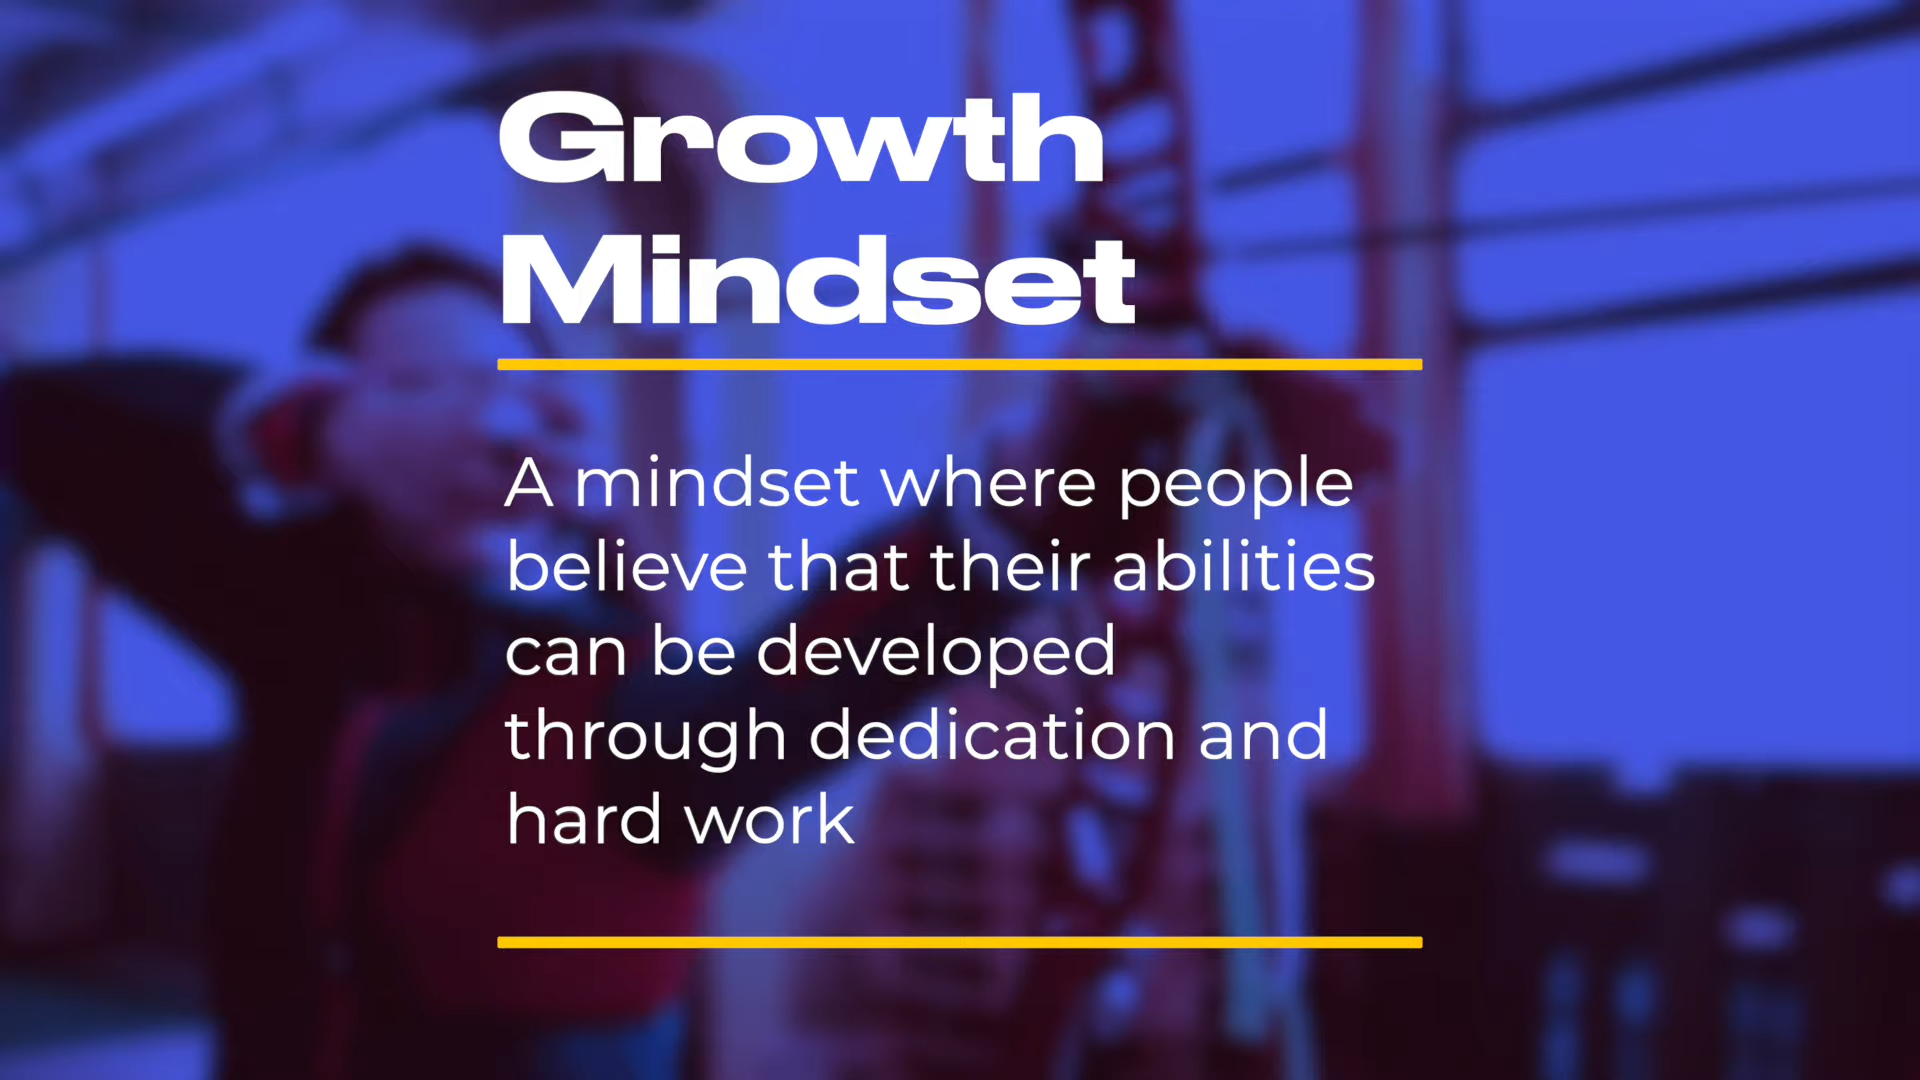 Growth
Mindset
A mindset where people
believe that their abilities
can be developed
through dedication and
hard work